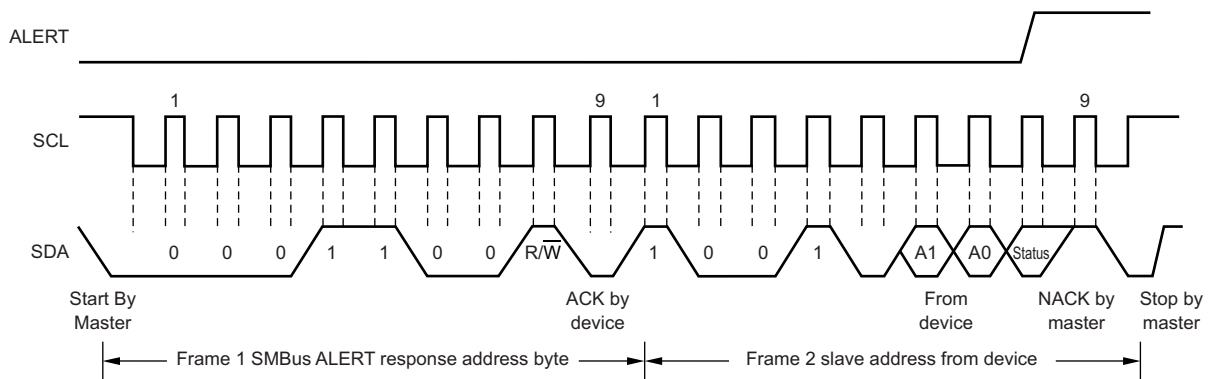 ALERT
1 9 1 9
SCL
SDA
0 0 0 1 1 0 0 R/W 1 0 0 1 A1 A0 Status
Start By
Master
ACK by
device
From
device
NACK by
master
Stop by
master
Frame 1 SMBus ALERT response address byte
Frame 2 slave address from device